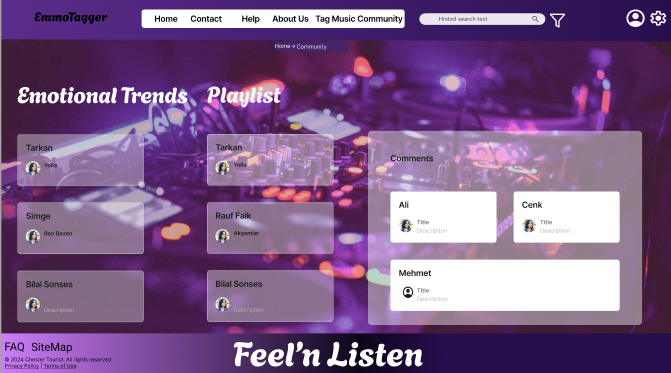 EmmoTagger
Home Contact Help About Us Tag Music Community
Hinted search text
Home→ Community
Emotional Trends Playlist
Tarkan
Yolla
Simge
Ben Bazen
Bilal Sonses
Description
Tarkan
Yolla
Rauf Faik
Akşamlar
Bilal Sonses
Description
Comments
Ali
Title
Description
Cenk
Title
Description
Mehmet
Title
Description
FAQ SiteMap
© 2024 Chester Tourist. All rights reserved
Privacy Policy | Terms of Use
Feel'n Listen